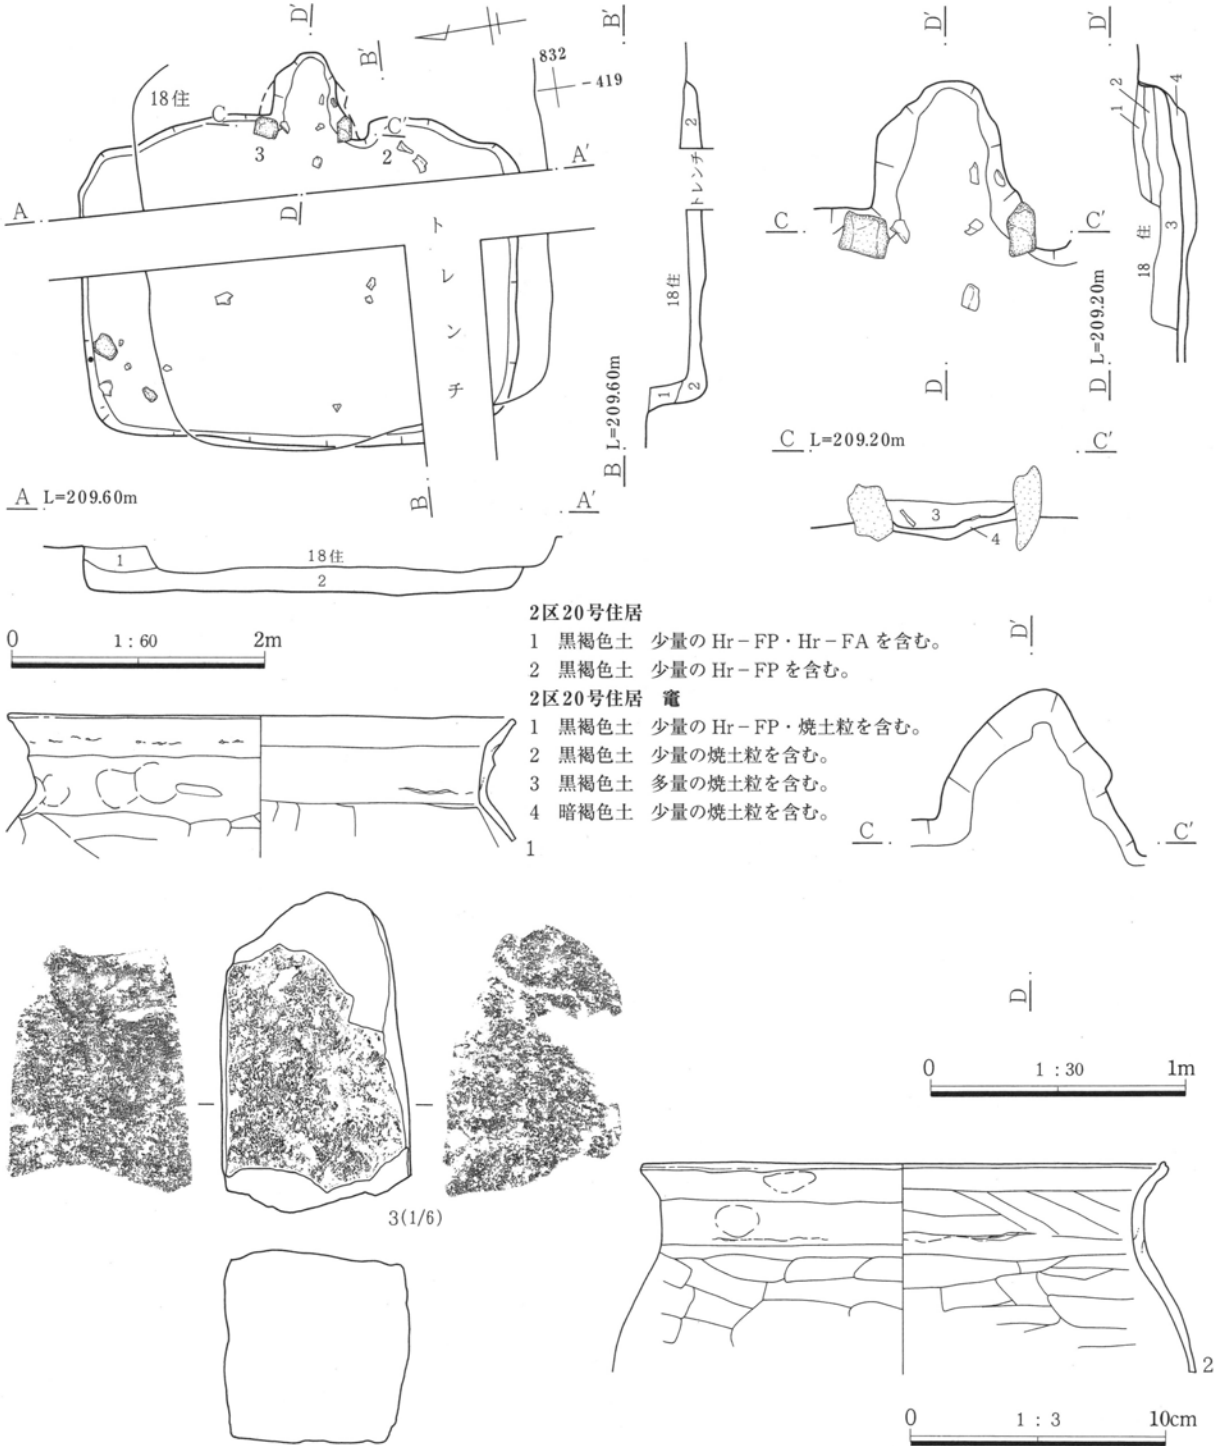 D′
B′
B′
832
-419
18住
C
C′
3
2
A
A′
D
トレンチ
B
B L=209.60m
2
トレンチ
18住
1
2
D′
C
C′
D
D′
1
2
4
18住
3
D L=209.20m
C L=209.20m
C′
3
4
A L=209.60m
A′
1
18住
2
0 1:60 2m
2区20号住居
1 黒褐色土 少量のHr-FP・Hr-FAを含む。
2 黒褐色土 少量のHr-FPを含む。
2区20号住居 竃
1 黒褐色土 少量のHr-FP・焼土粒を含む。
2 黒褐色土 少量の焼土粒を含む。
3 黒褐色土 多量の焼土粒を含む。
4 暗褐色土 少量の焼土粒を含む。
D′
C
C′
D
1
3(1/6)
0 1:30 1m
2
0 1:3 10cm